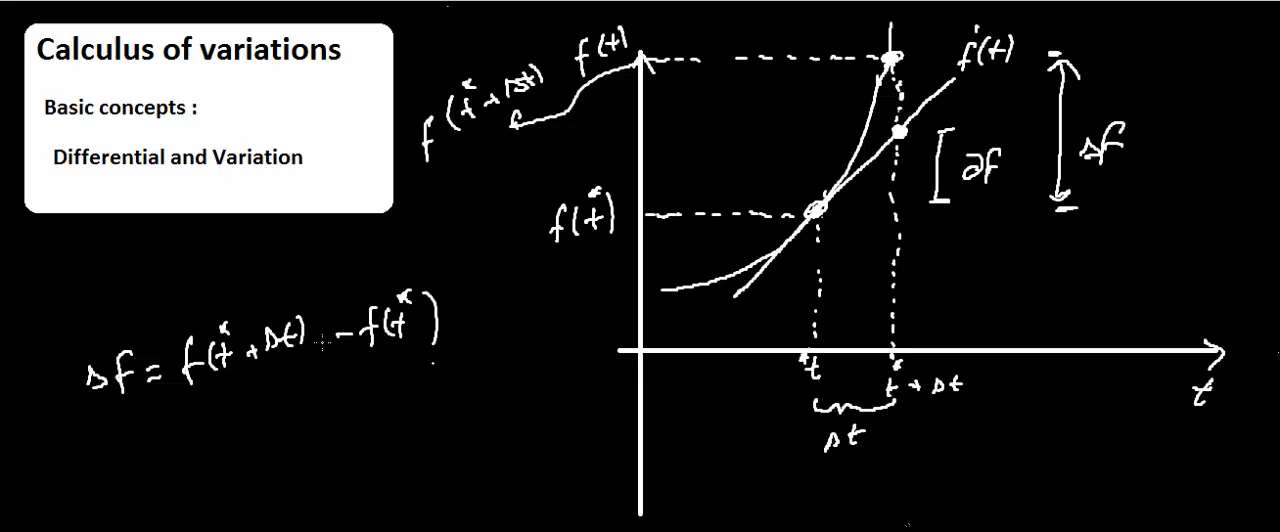 Calculus of variations
Basic concepts :
Differential and Variation
f(t)
f(t* + Δt)
f(t*)
ḟ(t)
∂f
Δf
Δf = f(t* + Δt) - f(t*)
t*
t* + Δt
t
Δt